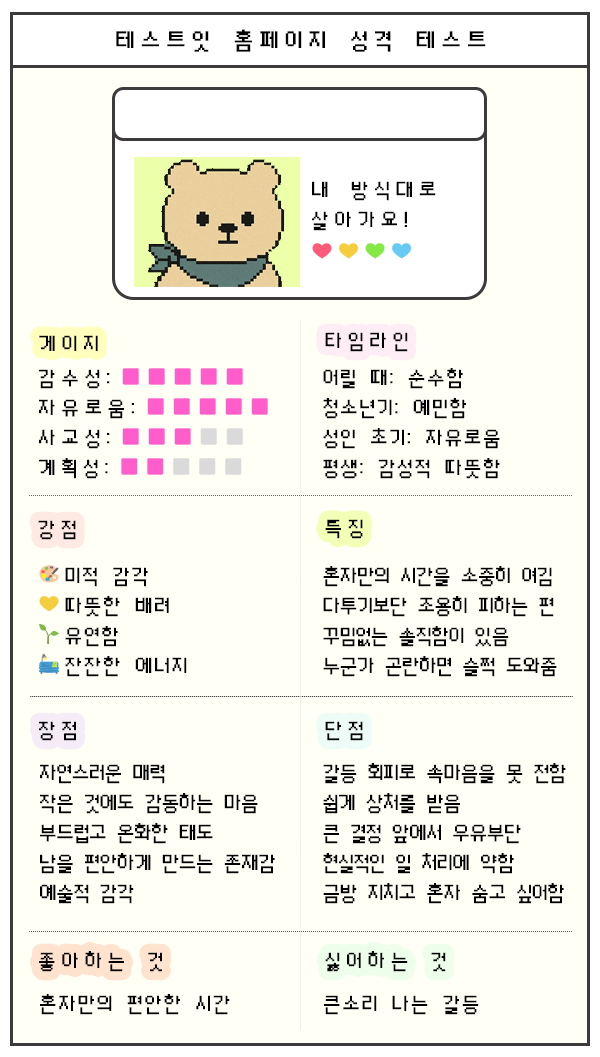 테스트잇 홈페이지 성격 테스트
내 방식대로
살아가요!
게이지
감수성:
자유로움:
사교성:
계획성:
타임라인
어릴 때: 순수함
청소년기: 예민함
성인 초기: 자유로움
평생: 감성적 따뜻함
강점
미적 감각
따뜻한 배려
유연함
잔잔한 에너지
특징
혼자만의 시간을 소중히 여김
다투기보단 조용히 피하는 편
꾸밈없는 솔직함이 있음
누군가 곤란하면 슬쩍 도와줌
장점
자연스러운 매력
작은 것에도 감동하는 마음
부드럽고 온화한 태도
남을 편안하게 만드는 존재감
예술적 감각
단점
갈등 회피로 속마음을 못 전함
쉽게 상처를 받음
큰 결정 앞에서 우유부단
현실적인 일 처리에 약함
금방 지치고 혼자 숨고 싶어함
좋아하는 것
혼자만의 편안한 시간
싫어하는 것
큰소리 나는 갈등